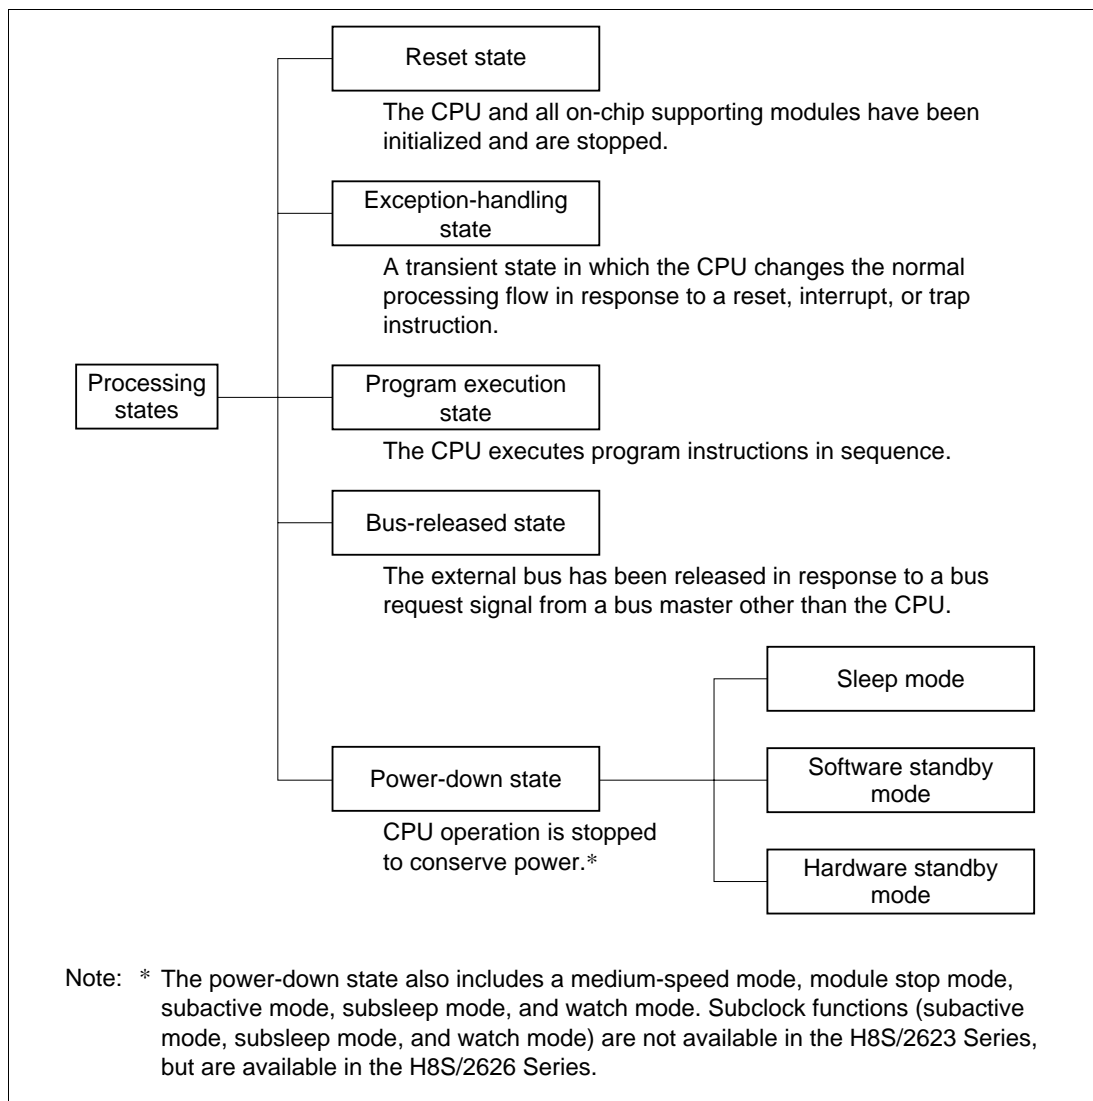 Reset state
The CPU and all on-chip supporting modules have been
initialized and are stopped.
Exception-handling
state
A transient state in which the CPU changes the normal
processing flow in response to a reset, interrupt, or trap
instruction.
Processing
states
Program execution
state
The CPU executes program instructions in sequence.
Bus-released state
The external bus has been released in response to a bus
request signal from a bus master other than the CPU.
Sleep mode
Power-down state
CPU operation is stopped
to conserve power.*
Software standby
mode
Hardware standby
mode
Note: * The power-down state also includes a medium-speed mode, module stop mode,
subactive mode, subsleep mode, and watch mode. Subclock functions (subactive
mode, subsleep mode, and watch mode) are not available in the H8S/2623 Series,
but are available in the H8S/2626 Series.